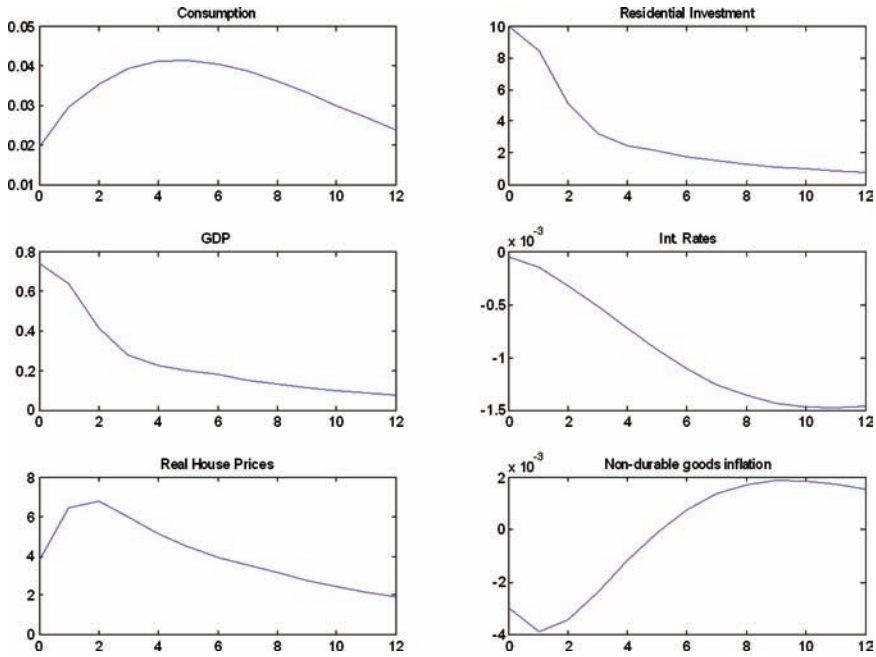 Consumption
0.05
0.04
0.03
0.02
0.01
0 2 4 6 8 10 12
Residential Investment
10
8
6
4
2
0
0 2 4 6 8 10 12
GDP
0.8
0.6
0.4
0.2
0
0 2 4 6 8 10 12
Int. Rates
x 10-3
0
-0.5
-1
-1.5
0 2 4 6 8 10 12
Real House Prices
8
6
4
2
0
0 2 4 6 8 10 12
Non-durable goods inflation
x 10-3
2
0
-2
-4
0 2 4 6 8 10 12